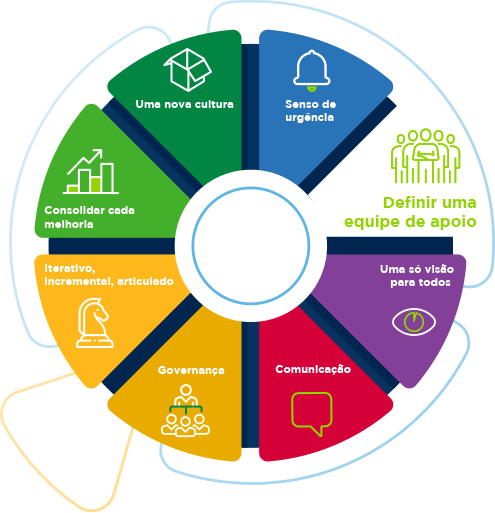 Uma nova cultura
Senso de
urgência
Definir uma
equipe de apoio
Consolidar cada
melhoria
Uma só visão
para todos
Iterativo,
incremental, articulado
Governança
Comunicação